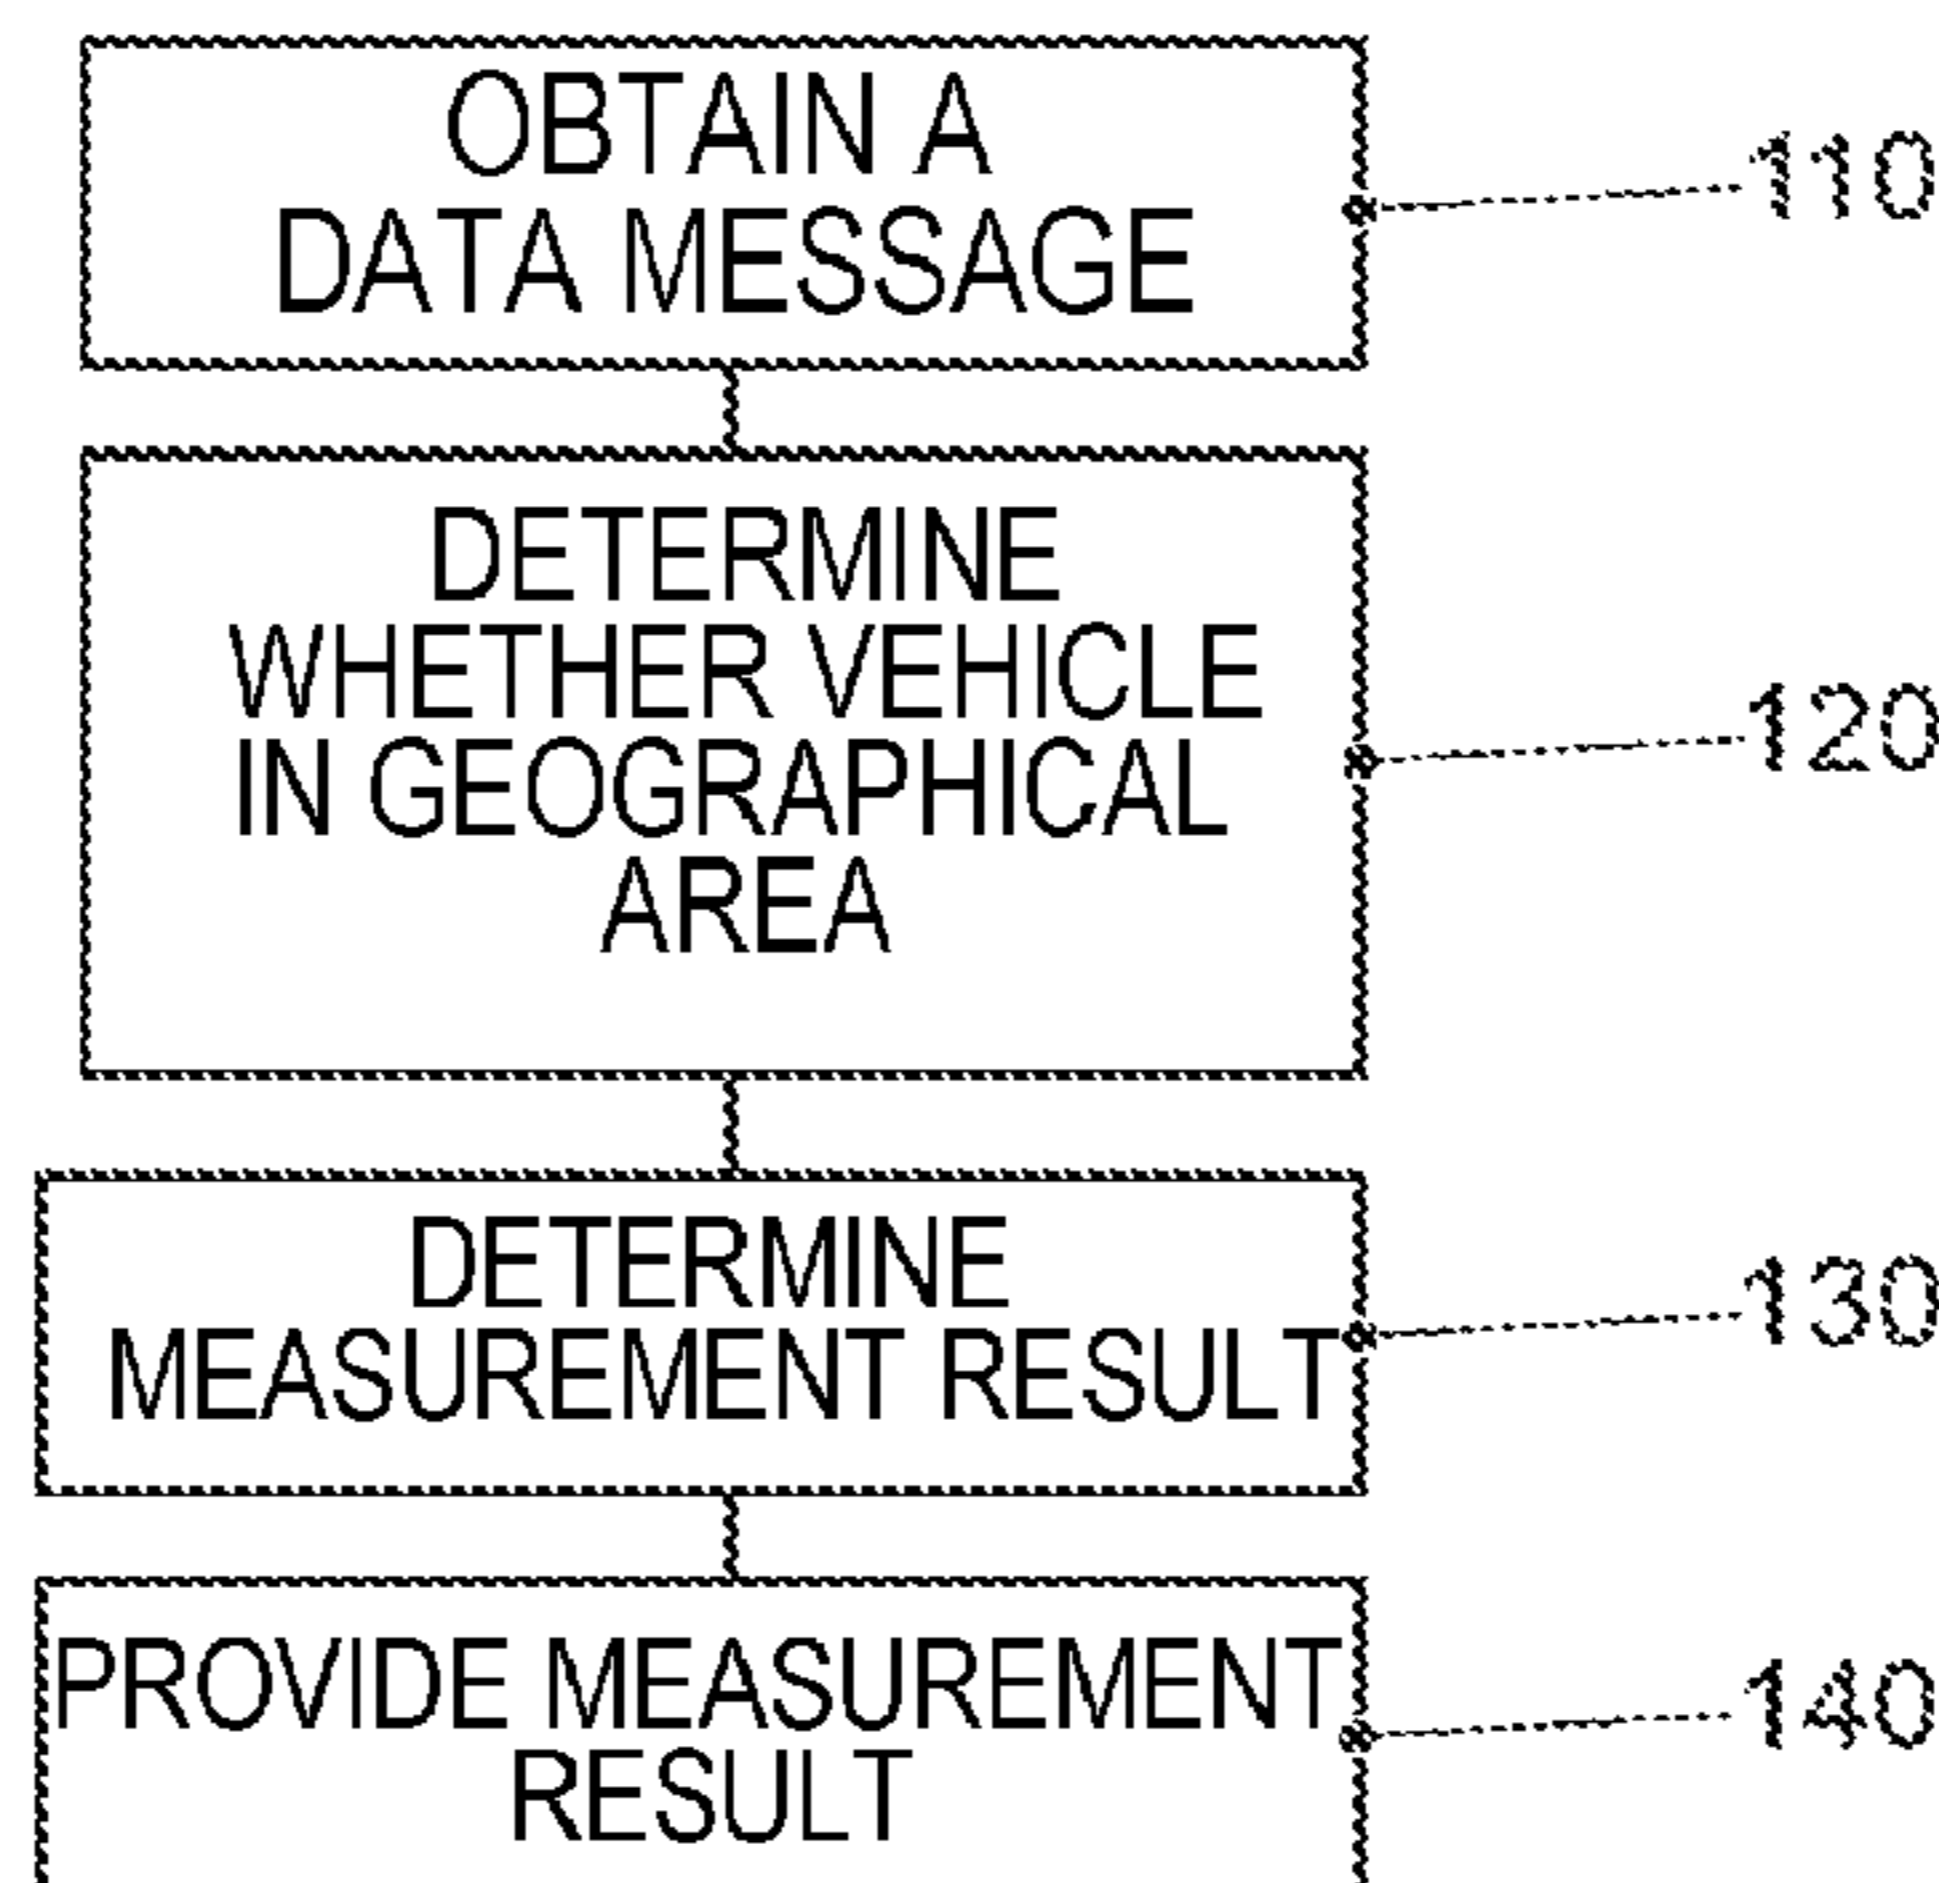 OBTAIN A
DATA MESSAGE
110
DETERMINE
WHETHER VEHICLE
IN GEOGRAPHICAL
AREA
120
DETERMINE
MEASUREMENT RESULT
130
PROVIDE MEASUREMENT
RESULT
140